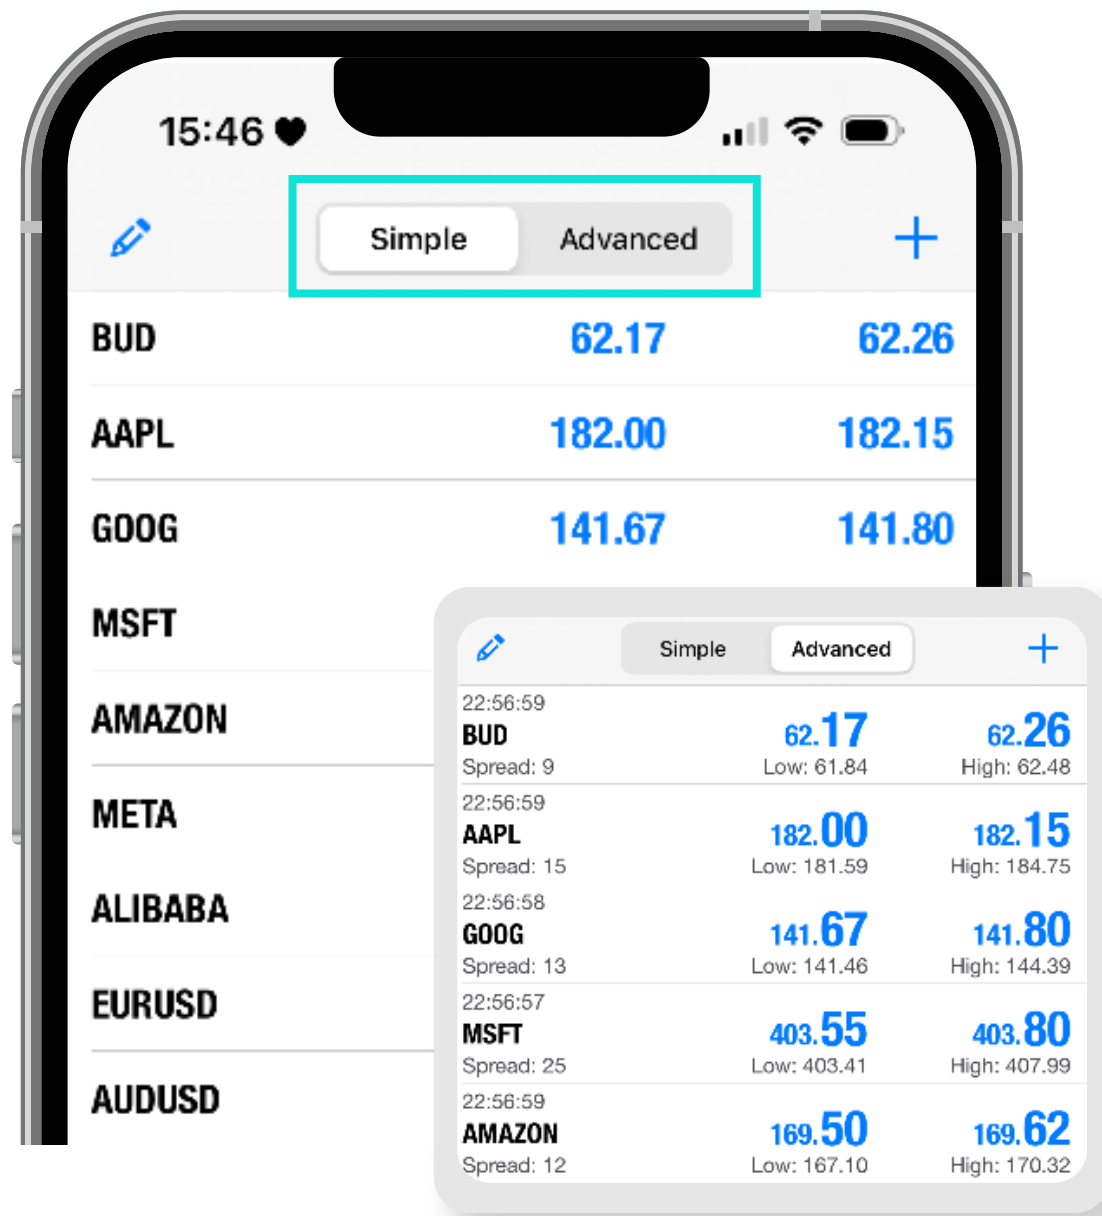 15:46
Simple Advanced
BUD 62.17 62.26
AAPL 182.00 182.15
GOOG 141.67 141.80
MSFT
AMAZON
META
ALIBABA
EURUSD
AUDUSD
Simple Advanced
22:56:59
BUD 62.17 62.26
Spread: 9 Low: 61.84 High: 62.48
22:56:59
AAPL 182.00 182.15
Spread: 15 Low: 181.59 High: 184.75
22:56:58
GOOG 141.67 141.80
Spread: 13 Low: 141.46 High: 144.39
22:56:57
MSFT 403.55 403.80
Spread: 25 Low: 403.41 High: 407.99
22:56:59
AMAZON 169.50 169.62
Spread: 12 Low: 167.10 High: 170.32